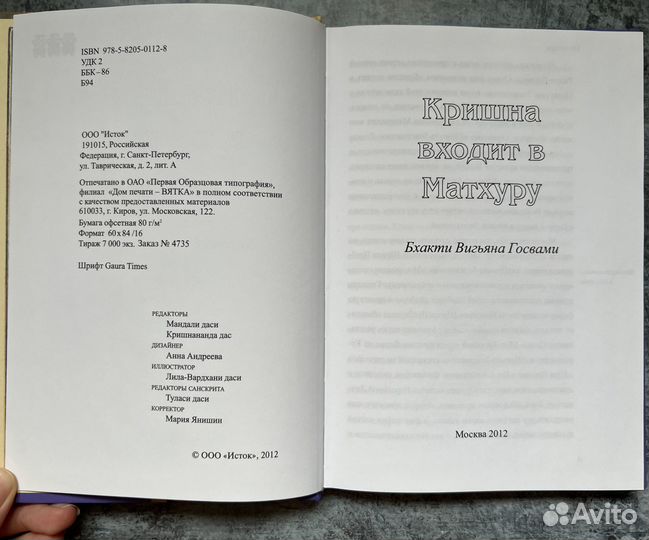 ISBN 978-5-8205-0112-8
УДК 2
ББК – 86
Б94
ООО "Исток"
191015, Российская
Федерация, г. Санкт-Петербург,
ул. Таврическая, д. 2, лит. А
Отпечатано в ОАО «Первая Образцовая типография»,
филиал «Дом печати – ВЯТКА» в полном соответствии
с качеством предоставленных материалов
610033, г. Киров, ул. Московская, 122.
Бумага офсетная 80 г/м²
Формат 60 х 84 /16
Тираж 7 000 экз. Заказ № 4735
Шрифт Gaura Times
РЕДАКТОРЫ
Мандали даси
Кришнананда дас
ДИЗАЙНЕР
Анна Андреева
ИЛЛЮСТРАТОР
Лила-Вардхани даси
РЕДАКТОРЫ САНСКРИТА
Туласи даси
КОРРЕКТОР
Мария Янишин
© ООО «Исток», 2012
Кришна
входит в
Матхуру
Бхакти Вигьяна Госвами
Москва 2012
Avito